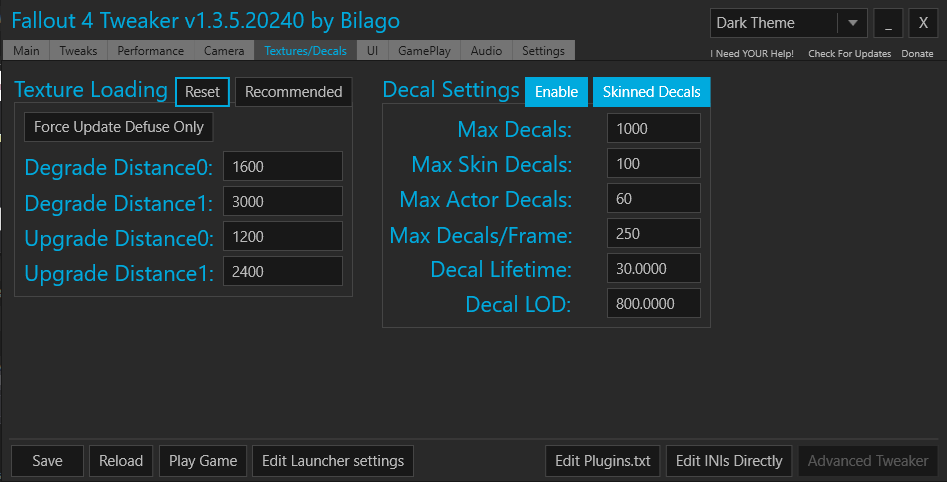 Fallout 4 Tweaker v1.3.5.20240 by Bilago
Dark Theme
_
X
I Need YOUR Help! Check For Updates Donate
Main Tweaks Performance Camera Textures/Decals UI GamePlay Audio Settings
Texture Loading Reset Recommended
Force Update Defuse Only
Degrade Distance0: 1600
Degrade Distance1: 3000
Upgrade Distance0: 1200
Upgrade Distance1: 2400
Decal Settings Enable Skinned Decals
Max Decals: 1000
Max Skin Decals: 100
Max Actor Decals: 60
Max Decals/Frame: 250
Decal Lifetime: 30.0000
Decal LOD: 800.0000
Save Reload Play Game Edit Launcher settings Edit Plugins.txt Edit INIs Directly Advanced Tweaker